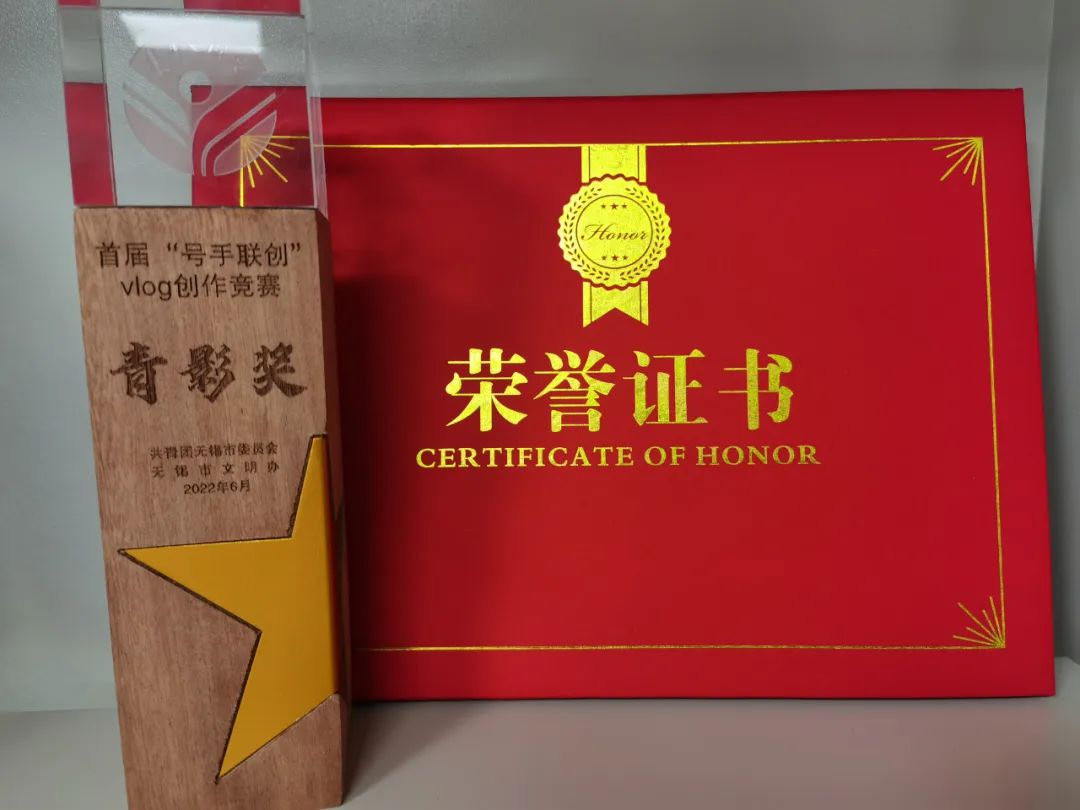 首届“号手联创”
vlog创作竞赛
青影奖
共青团无锡市委员会
无锡市文明办
2022年6月
Honor
荣誉证书
CERTIFICATE OF HONOR